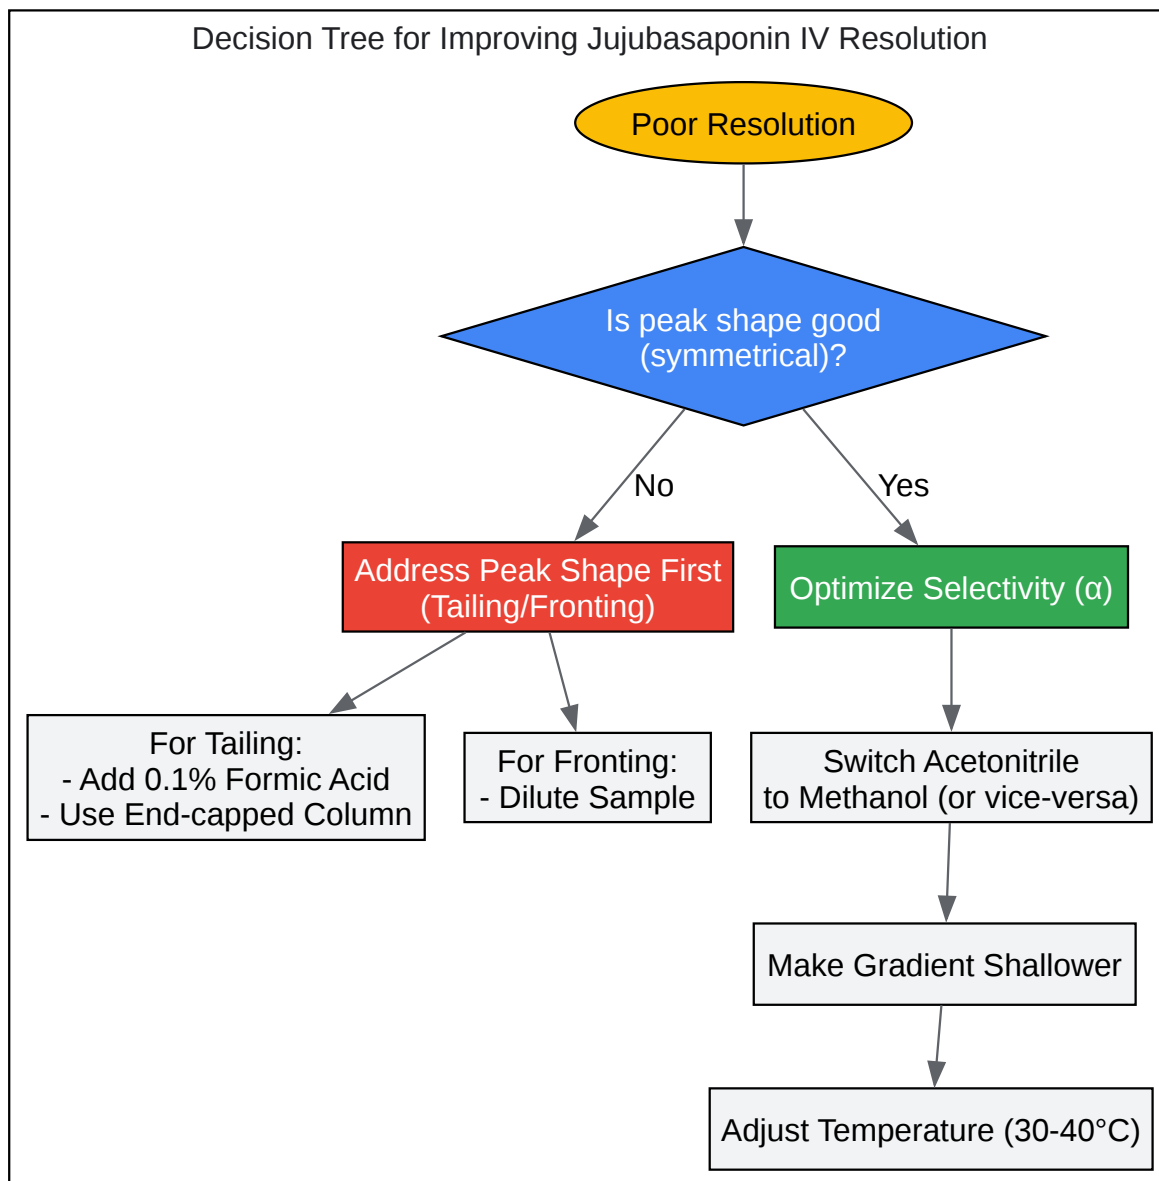 Decision Tree for Improving Jujubasaponin IV Resolution
Poor Resolution
Is peak shape good
(symmetrical)?
No
Yes
Address Peak Shape First
(Tailing/Fronting)
Optimize Selectivity (α)
For Tailing:
- Add 0.1% Formic Acid
- Use End-capped Column
For Fronting:
- Dilute Sample
Switch Acetonitrile
to Methanol (or vice-versa)
Make Gradient Shallower
Adjust Temperature (30-40°C)